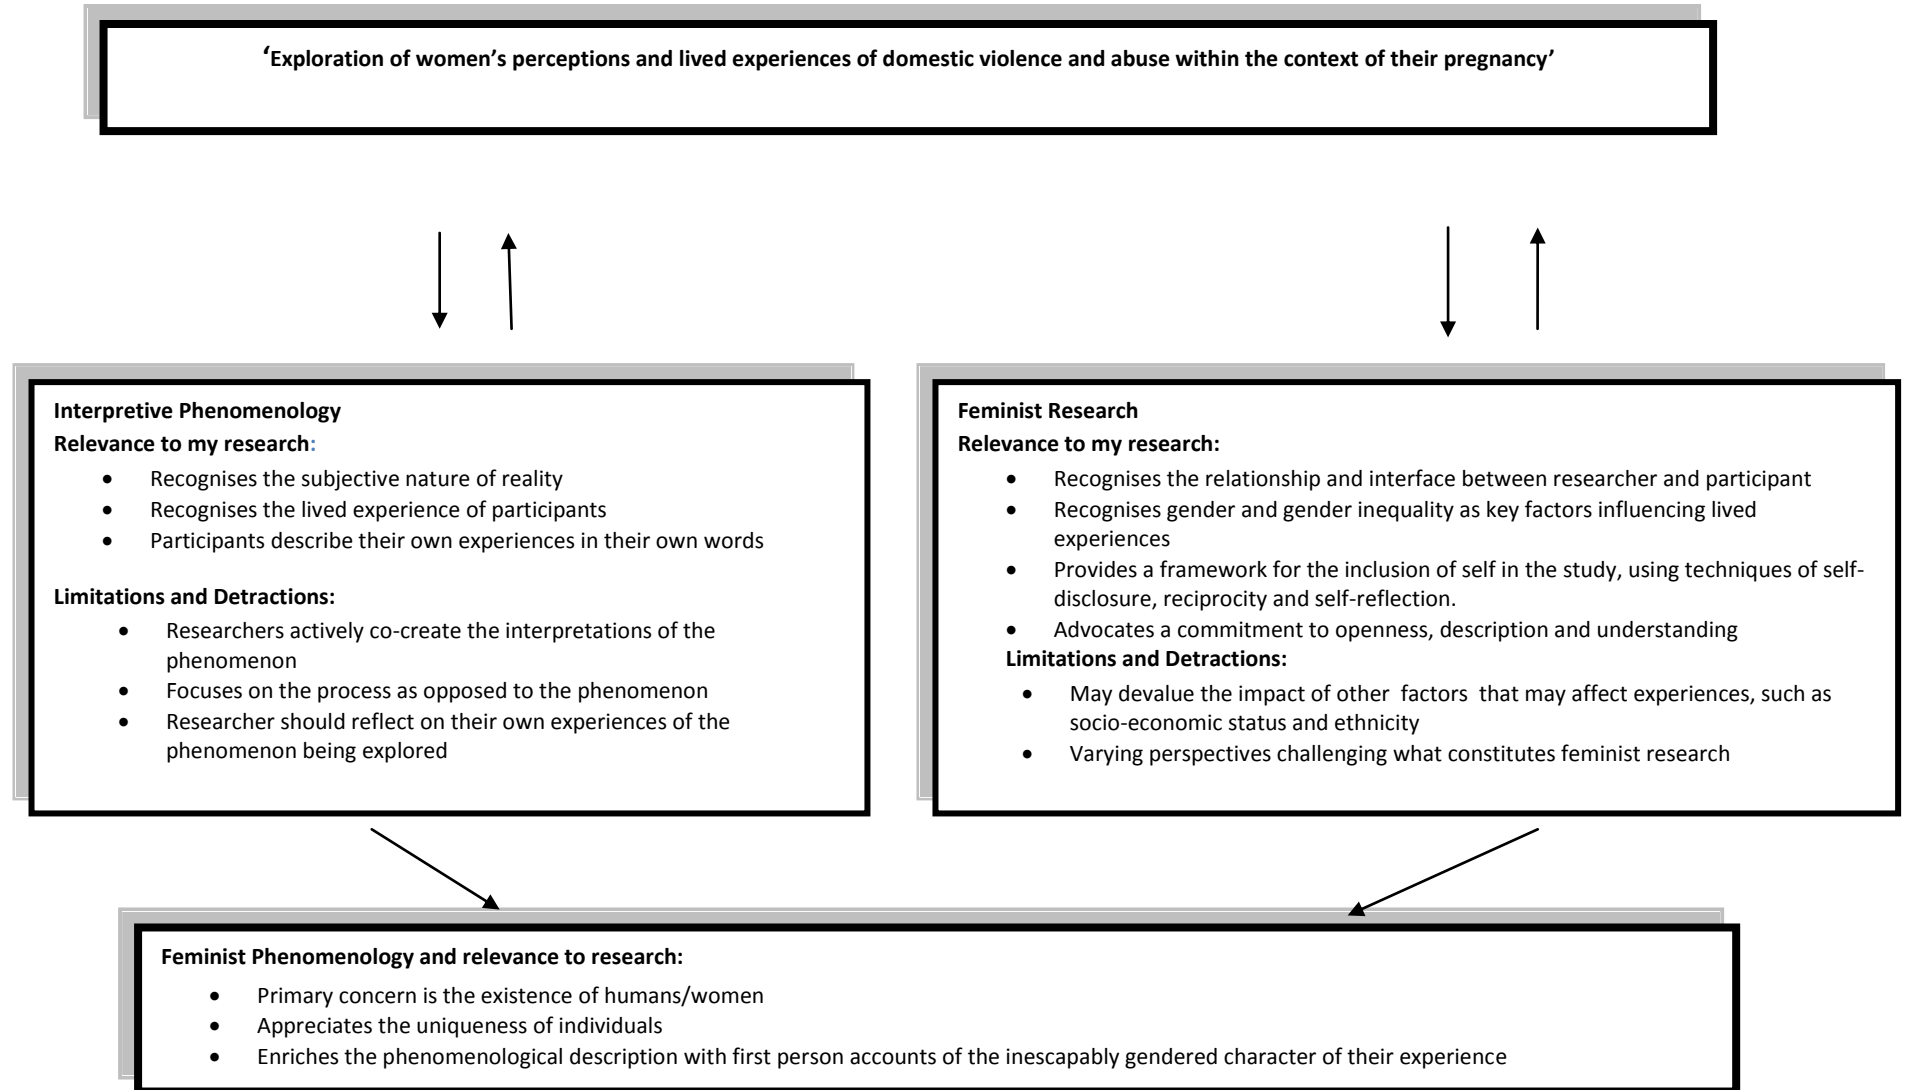 ‘Exploration of women’s perceptions and lived experiences of domestic violence and abuse within the context of their pregnancy’
Interpretive Phenomenology
Relevance to my research:
• Recognises the subjective nature of reality
• Recognises the lived experience of participants
• Participants describe their own experiences in their own words
Limitations and Detractions:
• Researchers actively co-create the interpretations of the
phenomenon
• Focuses on the process as opposed to the phenomenon
• Researcher should reflect on their own experiences of the
phenomenon being explored
Feminist Research
Relevance to my research:
• Recognises the relationship and interface between researcher and participant
• Recognises gender and gender inequality as key factors influencing lived
experiences
• Provides a framework for the inclusion of self in the study, using techniques of self-
disclosure, reciprocity and self-reflection.
• Advocates a commitment to openness, description and understanding
Limitations and Detractions:
• May devalue the impact of other factors that may affect experiences, such as
socio-economic status and ethnicity
• Varying perspectives challenging what constitutes feminist research
Feminist Phenomenology and relevance to research:
• Primary concern is the existence of humans/women
• Appreciates the uniqueness of individuals
• Enriches the phenomenological description with first person accounts of the inescapably gendered character of their experience